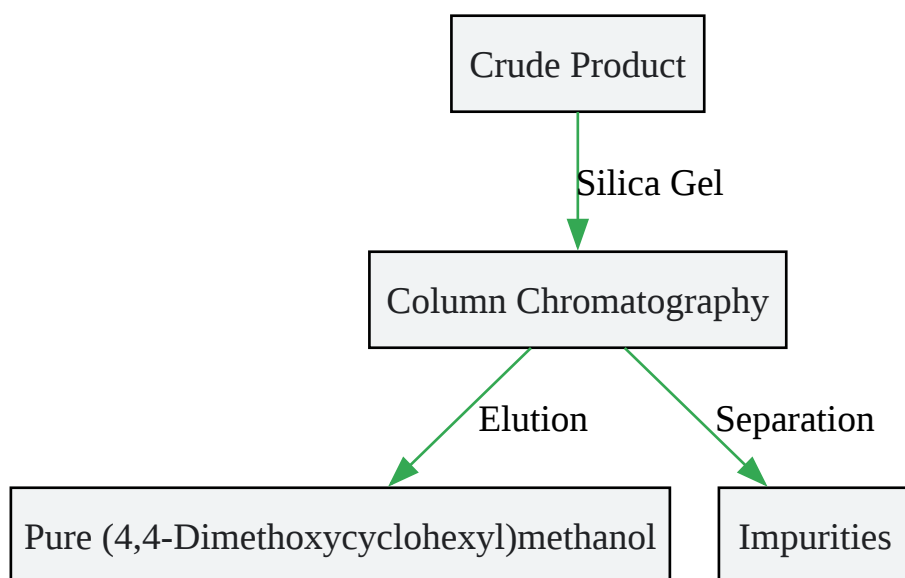 Crude Product
Silica Gel
Column Chromatography
Elution
Separation
Pure (4,4-Dimethoxycyclohexyl)methanol
Impurities